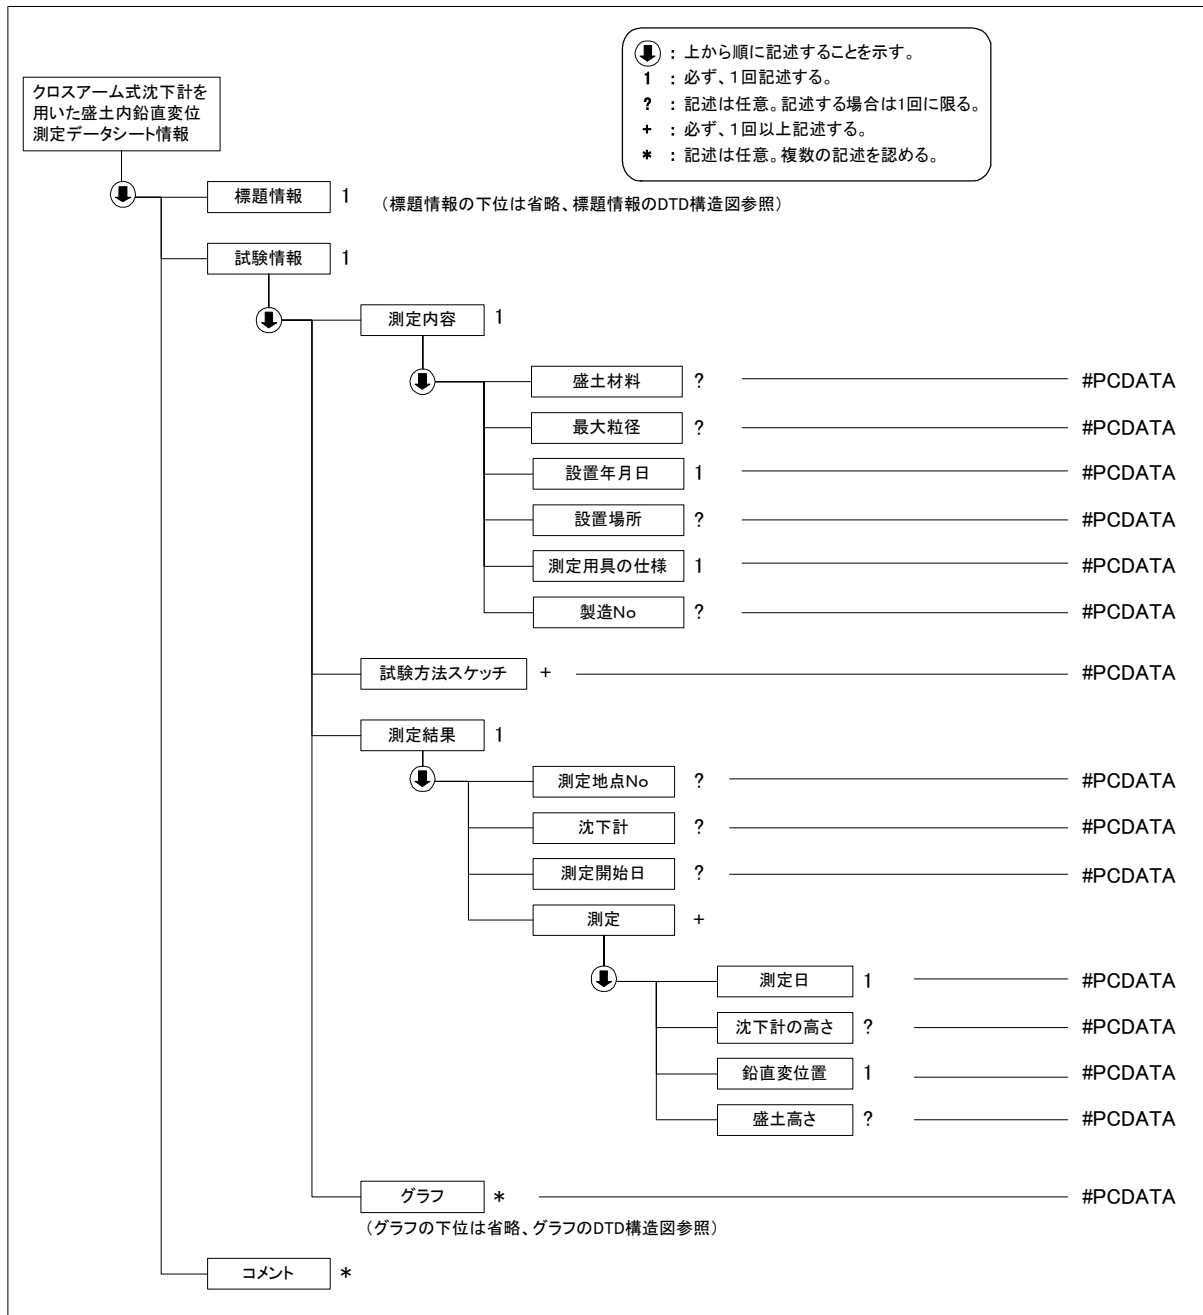 : 上から順に記述することを示す。
1 : 必ず、1回記述する。
? : 記述は任意。記述する場合は1回に限る。
+ : 必ず、1回以上記述する。
* : 記述は任意。複数の記述を認める。
クロスアーム式沈下計を
用いた盛土内鉛直変位
測定データシート情報
標題情報 1 (標題情報の下位は省略、標題情報のDTD構造図参照)
試験情報 1
測定内容 1
盛土材料 ? #PCDATA
最大粒径 ? #PCDATA
設置年月日 1 #PCDATA
設置場所 ? #PCDATA
測定用具の仕様 1 #PCDATA
製造No ? #PCDATA
試験方法スケッチ + #PCDATA
測定結果 1
測定地点No ? #PCDATA
沈下計 ? #PCDATA
測定開始日 ? #PCDATA
測定 +
測定日 1 #PCDATA
沈下計の高さ ? #PCDATA
鉛直変位置 1 #PCDATA
盛土高さ ? #PCDATA
グラフ * #PCDATA
(グラフの下位は省略、グラフのDTD構造図参照)
コメント *